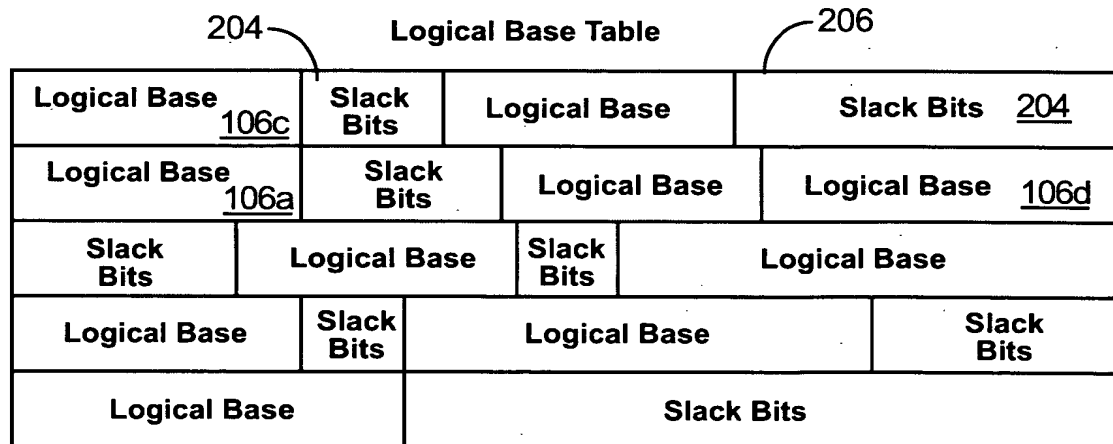 204
Logical Base Table
206
Logical Base
106c
Slack
Bits
Logical Base
Slack Bits 204
Logical Base
106a
Slack
Bits
Logical Base
Logical Base 106d
Slack
Bits
Logical Base
Slack
Bits
Logical Base
Logical Base
Slack
Bits
Logical Base
Slack
Bits
Logical Base
Slack Bits